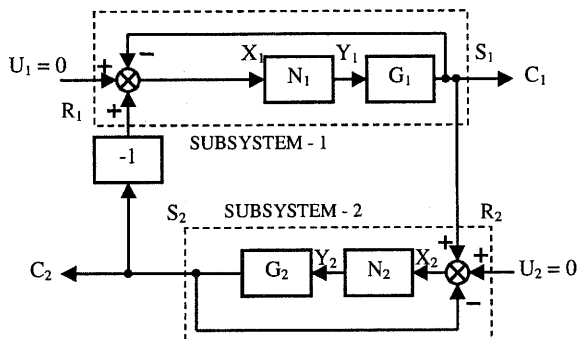 X₁ Y₁ S₁
U₁ = 0 + − N₁ G₁ C₁
R₁ +
SUBSYSTEM - 1
-1
S₂ SUBSYSTEM - 2 R₂
+ +
C₂ G₂ Y₂ N₂ X₂ U₂ = 0
−